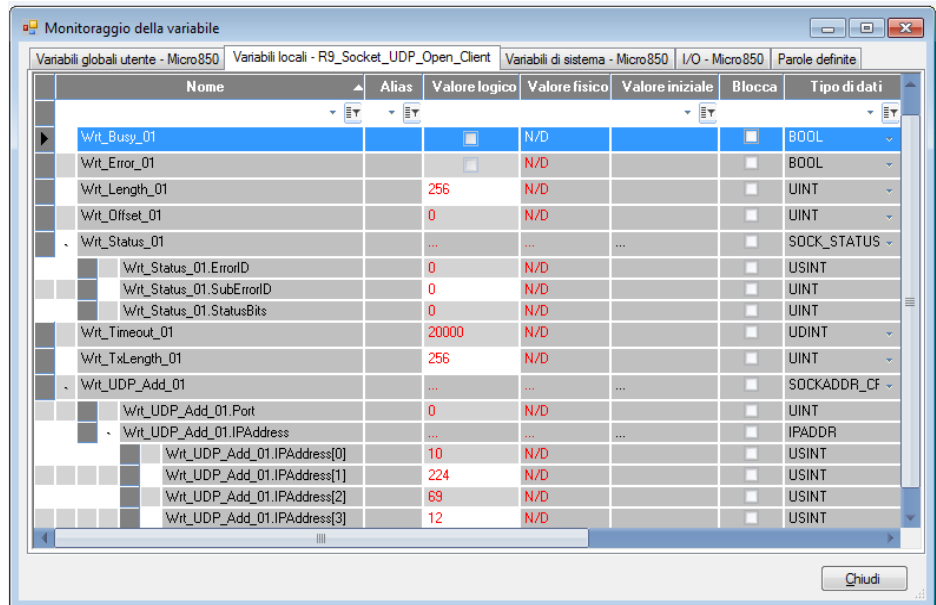 Monitoraggio della variabile
Variabili globali utente - Micro850 Variabili locali - R9_Socket_UDP_Open_Client Variabili di sistema - Micro850 I/O - Micro850 Parole definite
Nome Alias Valore logico Valore fisico Valore iniziale Blocca Tipo di dati
Wrt_Busy_01 N/D BOOL
Wrt_Error_01 N/D BOOL
Wrt_Length_01 256 N/D UINT
Wrt_Offset_01 0 N/D UINT
Wrt_Status_01 ... ... ... SOCK_STATUS
Wrt_Status_01.ErrorID 0 N/D USINT
Wrt_Status_01.SubErrorID 0 N/D UINT
Wrt_Status_01.StatusBits 0 N/D UINT
Wrt_Timeout_01 20000 N/D UDINT
Wrt_TxLength_01 256 N/D UINT
Wrt_UDP_Add_01 ... ... ... SOCKADDR_CF
Wrt_UDP_Add_01.Port 0 N/D UINT
Wrt_UDP_Add_01.IPAddress ... ... ... IPADDR
Wrt_UDP_Add_01.IPAddress[0] 10 N/D USINT
Wrt_UDP_Add_01.IPAddress[1] 224 N/D USINT
Wrt_UDP_Add_01.IPAddress[2] 69 N/D USINT
Wrt_UDP_Add_01.IPAddress[3] 12 N/D USINT
Chiudi